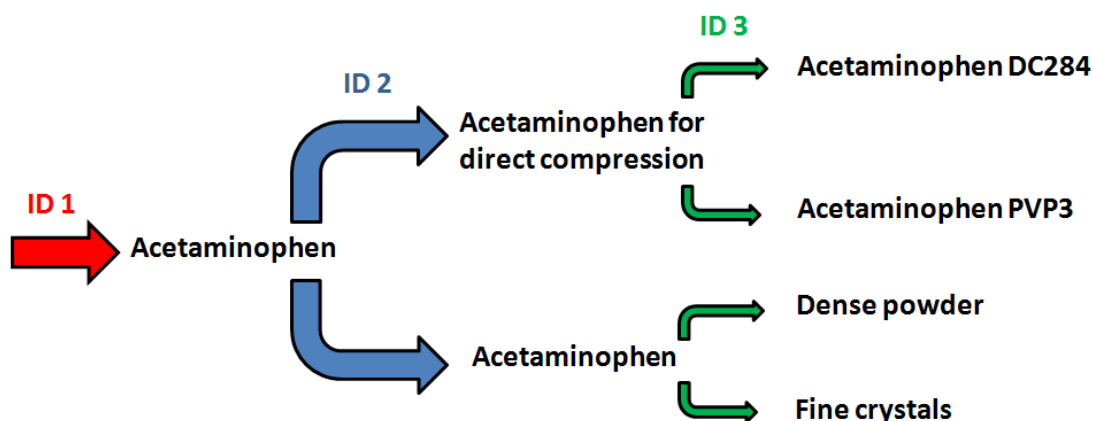 ID 3
Acetaminophen DC284
ID 2
Acetaminophen for
direct compression
ID 1
Acetaminophen PVP3
Acetaminophen
Dense powder
Acetaminophen
Fine crystals